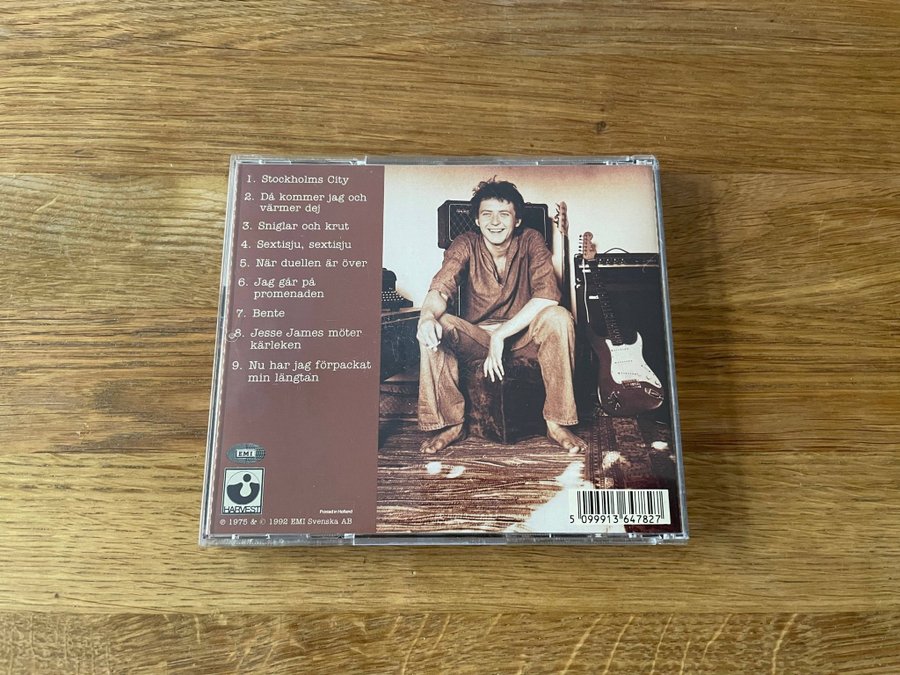 1. Stockholms City
2. Då kommer jag och
värmer dej
3. Sniglar och krut
4. Sextisju, sextisju
5. När duellen är över
6. Jag går på
promenaden
7. Bente
8. Jesse James möter
kärleken
9. Nu har jag förpackat
min längtan
EMI
HARVEST
Printed in Holland
℗ 1975 & © 1992 EMI Svenska AB
5 099913 647827